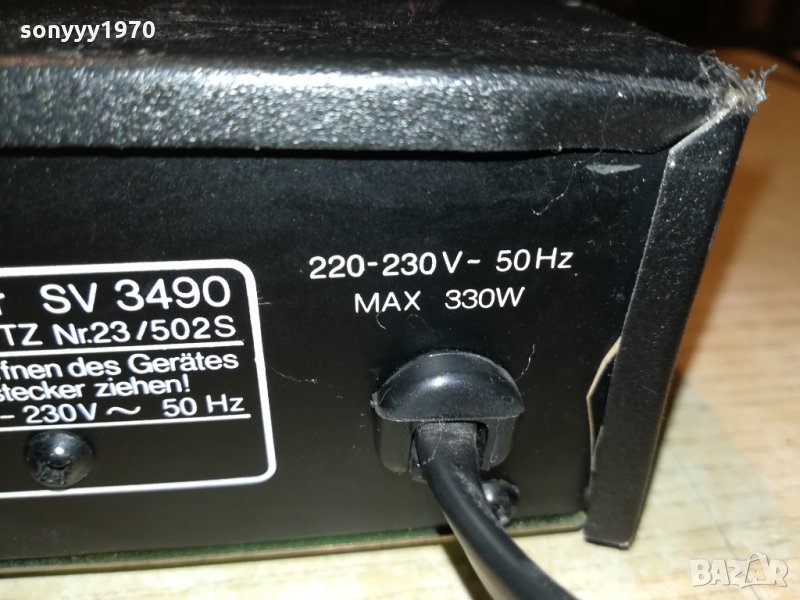 sonyyy1970
220-230V~ 50Hz
MAX 330W
SV 3490
TZ Nr.23/502S
ffnen des Gerätes
stecker ziehen!
- 230V ~ 50 Hz
BAZAR